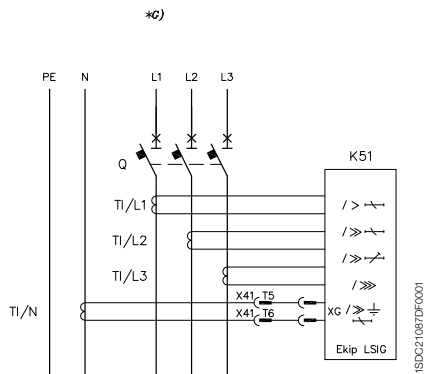 *G)
PE N L1 L2 L3
Q
K51
TI/L1
TI/L2
TI/L3
X41 T5
TI/N
X41 T6
XG
Ekip LSIG
1SDC21087DF0001